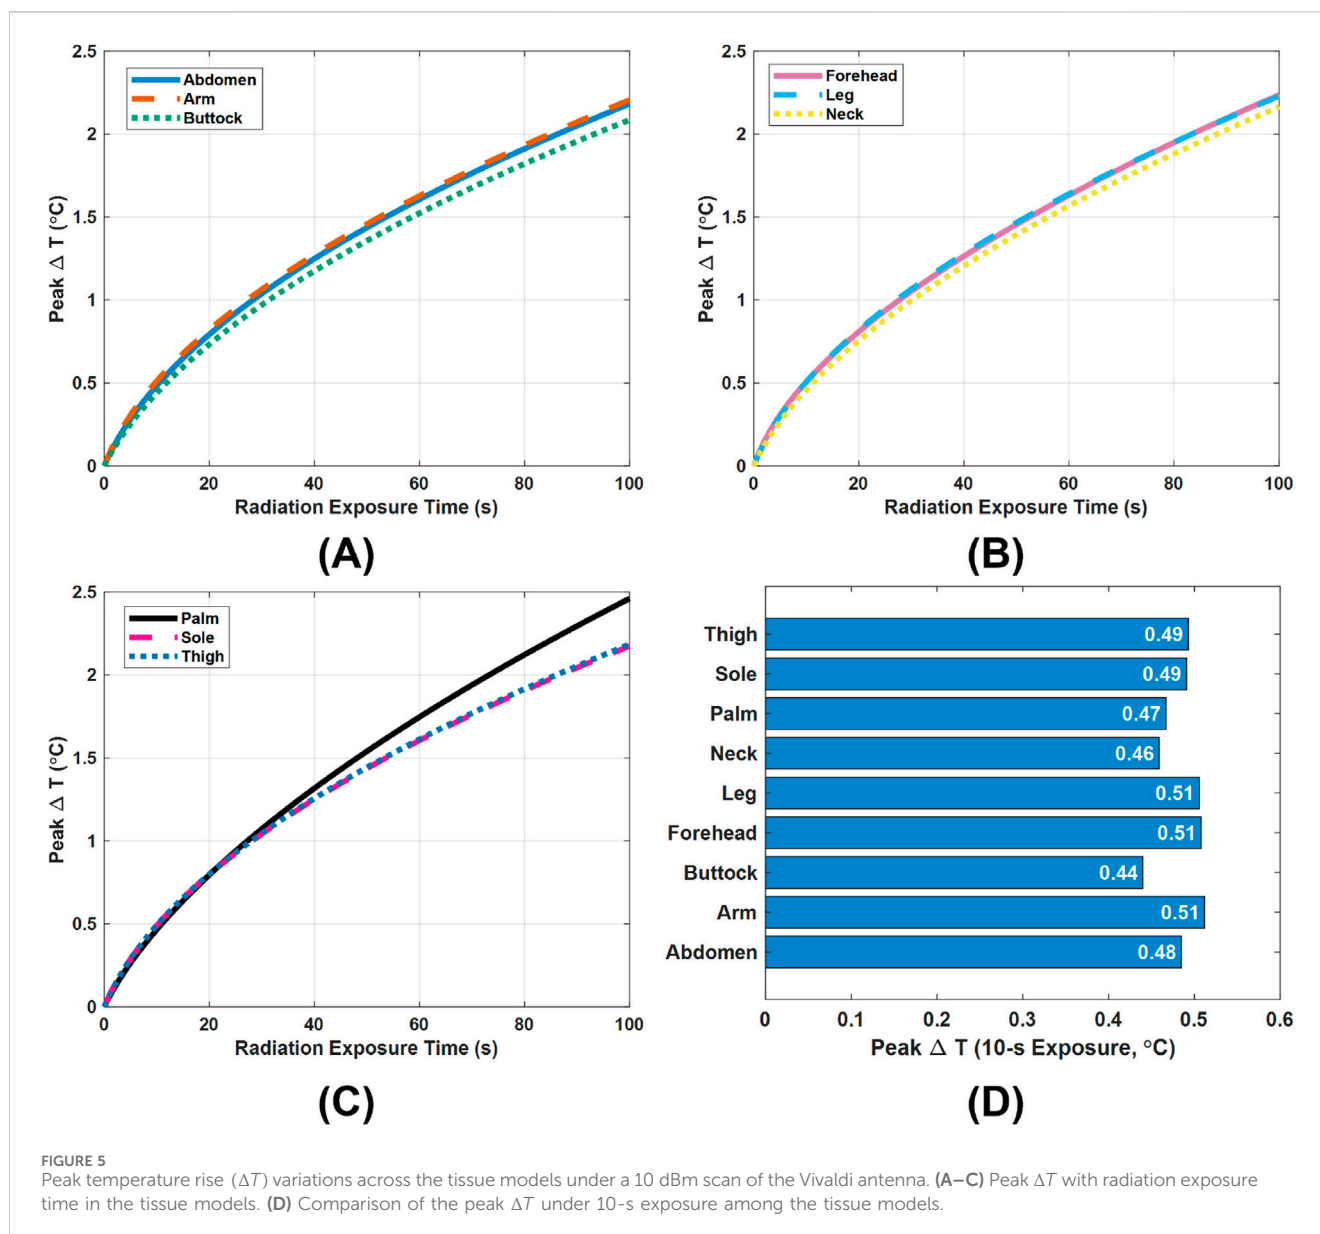 2.5
2
1.5
1
0.5
0
Peak Δ T (°C)
Abdomen
Arm
Buttock
0 20 40 60 80 100
Radiation Exposure Time (s)
(A)
2.5
2
1.5
1
0.5
0
Peak Δ T (°C)
Forehead
Leg
Neck
0 20 40 60 80 100
Radiation Exposure Time (s)
(B)
2.5
2
1.5
1
0.5
0
Peak Δ T (°C)
Palm
Sole
Thigh
0 20 40 60 80 100
Radiation Exposure Time (s)
(C)
Thigh 0.49
Sole 0.49
Palm 0.47
Neck 0.46
Leg 0.51
Forehead 0.51
Buttock 0.44
Arm 0.51
Abdomen 0.48
0 0.1 0.2 0.3 0.4 0.5 0.6
Peak Δ T (10-s Exposure, °C)
(D)
FIGURE 5
Peak temperature rise (ΔT) variations across the tissue models under a 10 dBm scan of the Vivaldi antenna. (A–C) Peak ΔT with radiation exposure
time in the tissue models. (D) Comparison of the peak ΔT under 10-s exposure among the tissue models.